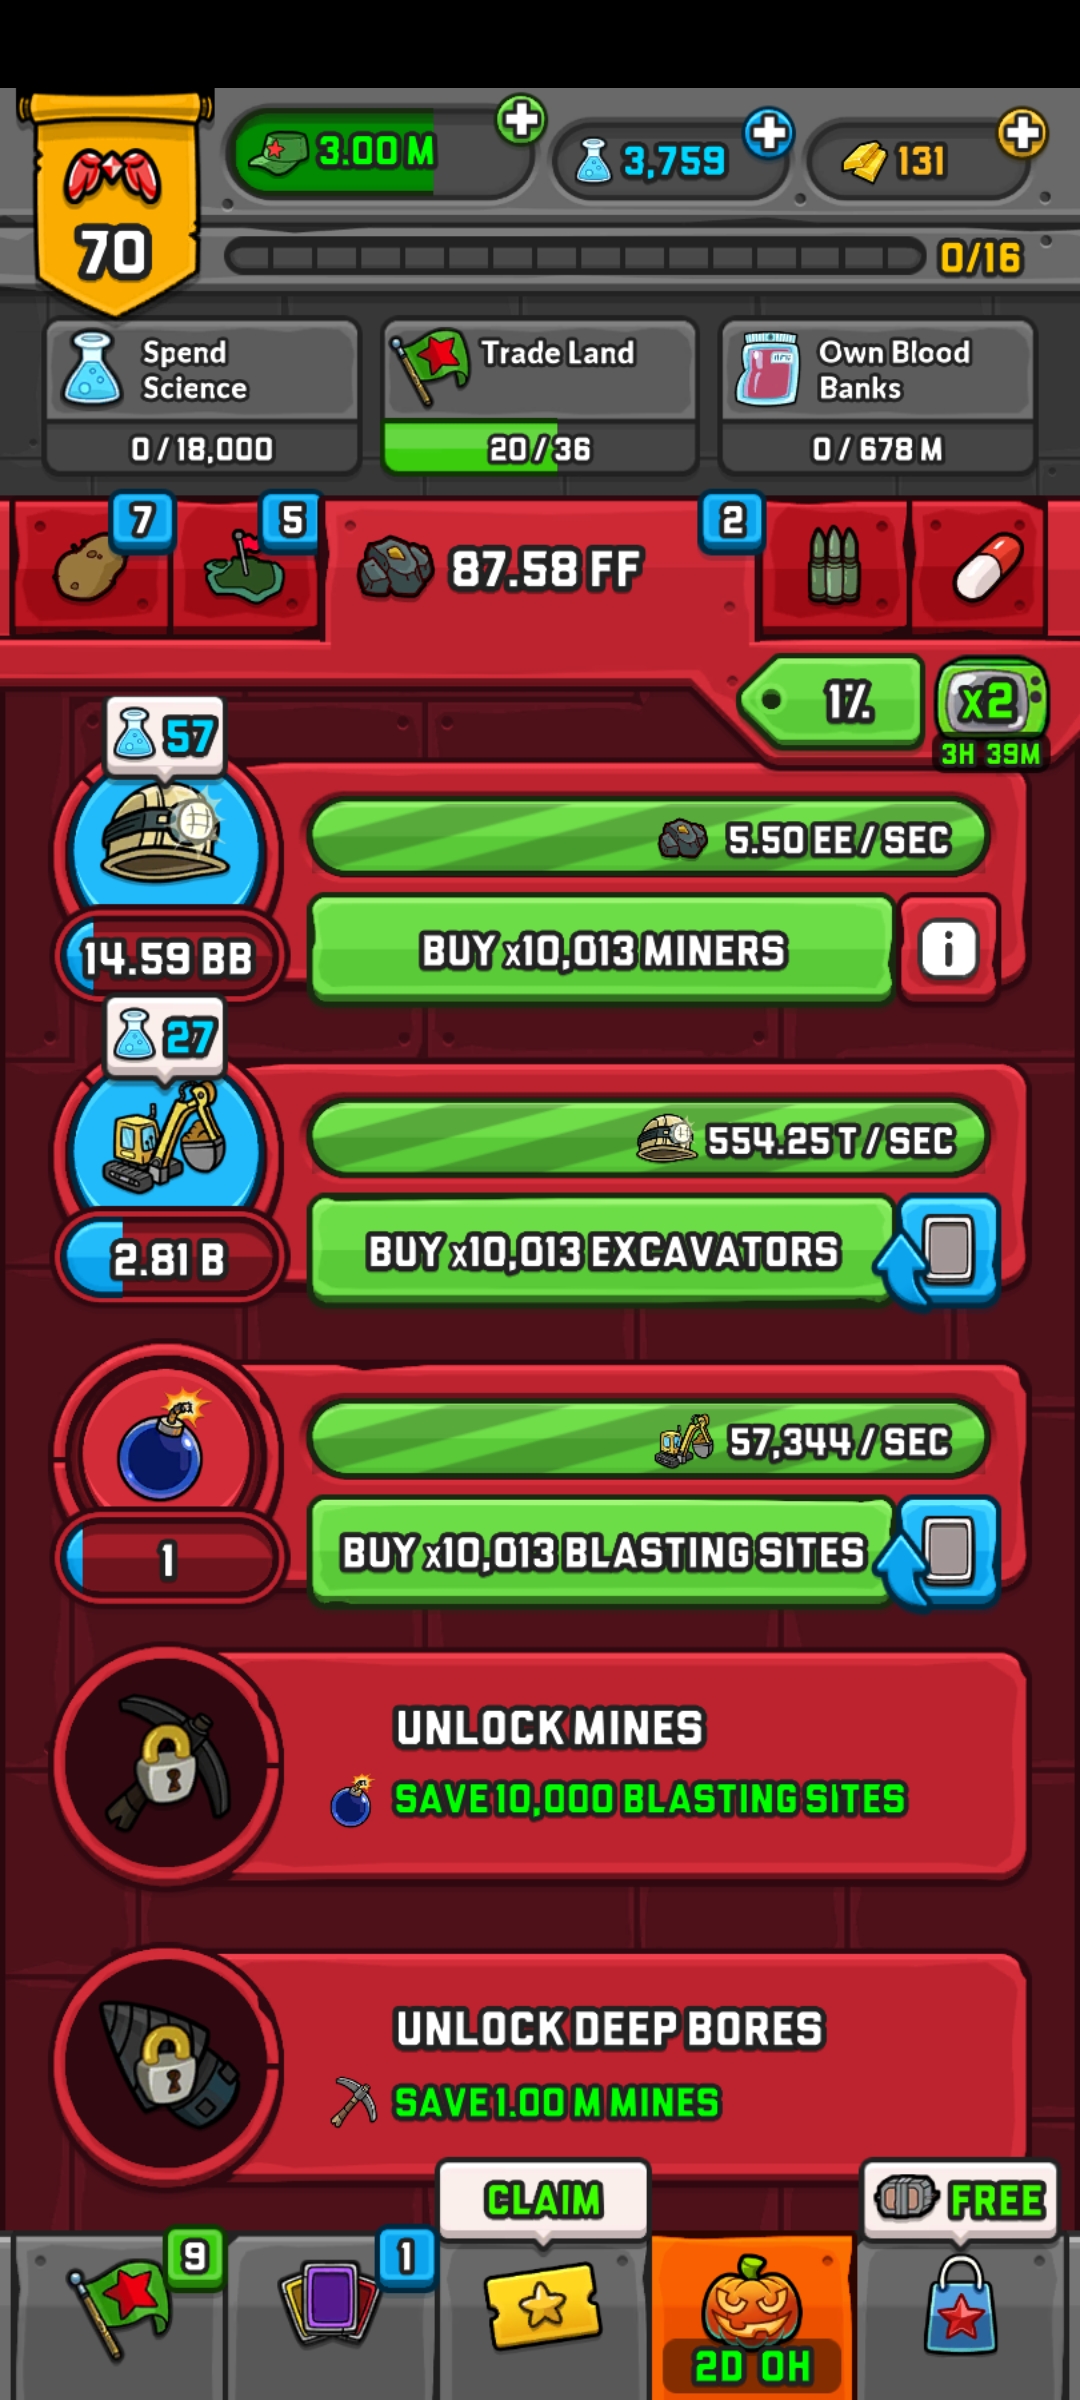 70
3.00 M
3,759
131
0/16
Spend
Science
0 / 18,000
Trade Land
20 / 36
Own Blood
Banks
0 / 678 M
7
5
87.58 FF
2
1%
x2
3H 39M
57
5.50 EE / SEC
14.59 BB
BUY x10,013 MINERS
i
27
554.25 T / SEC
2.81 B
BUY x10,013 EXCAVATORS
57,344 / SEC
1
BUY x10,013 BLASTING SITES
UNLOCK MINES
SAVE 10,000 BLASTING SITES
UNLOCK DEEP BORES
SAVE 1.00 M MINES
CLAIM
FREE
9
1
2D 0H